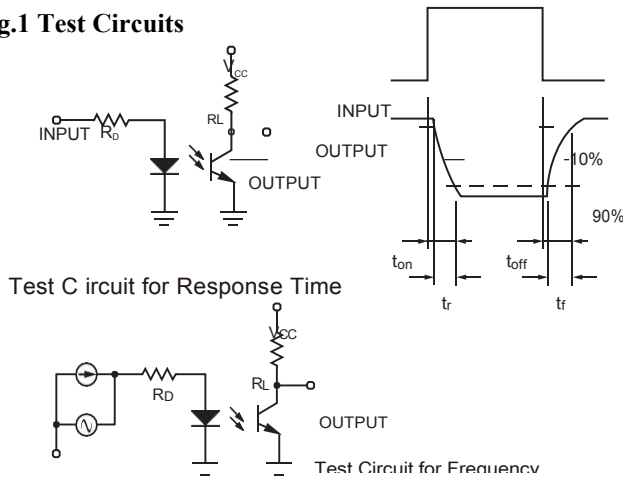 g.1 Test Circuits
VCC
RL
INPUT RD
OUTPUT
INPUT
OUTPUT
10%
90%
ton
toff
tr
tf
Test C ircuit for Response Time
VCC
RD
RL
OUTPUT
Test Circuit for Frequency